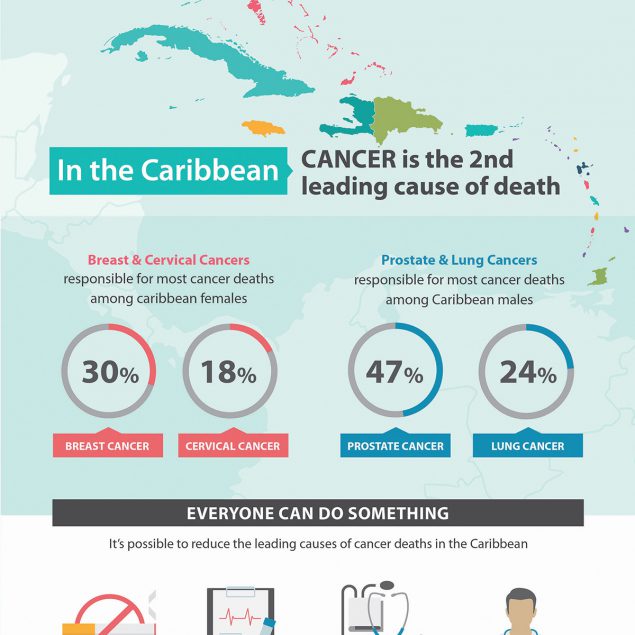 In the Caribbean
CANCER is the 2nd
leading cause of death
Breast & Cervical Cancers
responsible for most cancer deaths
among caribbean females
Prostate & Lung Cancers
responsible for most cancer deaths
among Caribbean males
30%
18%
47%
24%
BREAST CANCER
CERVICAL CANCER
PROSTATE CANCER
LUNG CANCER
EVERYONE CAN DO SOMETHING
It's possible to reduce the leading causes of cancer deaths in the Caribbean